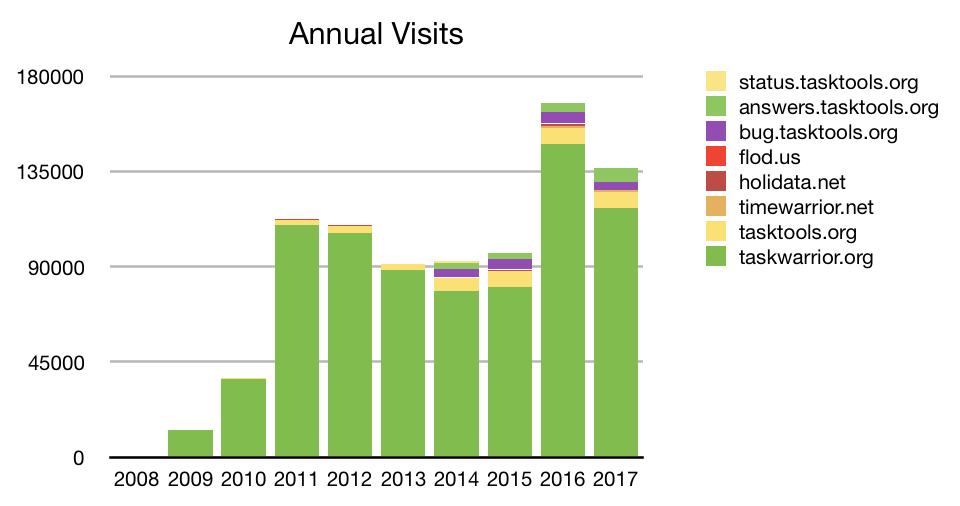 Annual Visits
180000
135000
90000
45000
0
2008 2009 2010 2011 2012 2013 2014 2015 2016 2017
status.tasktools.org
answers.tasktools.org
bug.tasktools.org
flod.us
holidata.net
timewarrior.net
tasktools.org
taskwarrior.org